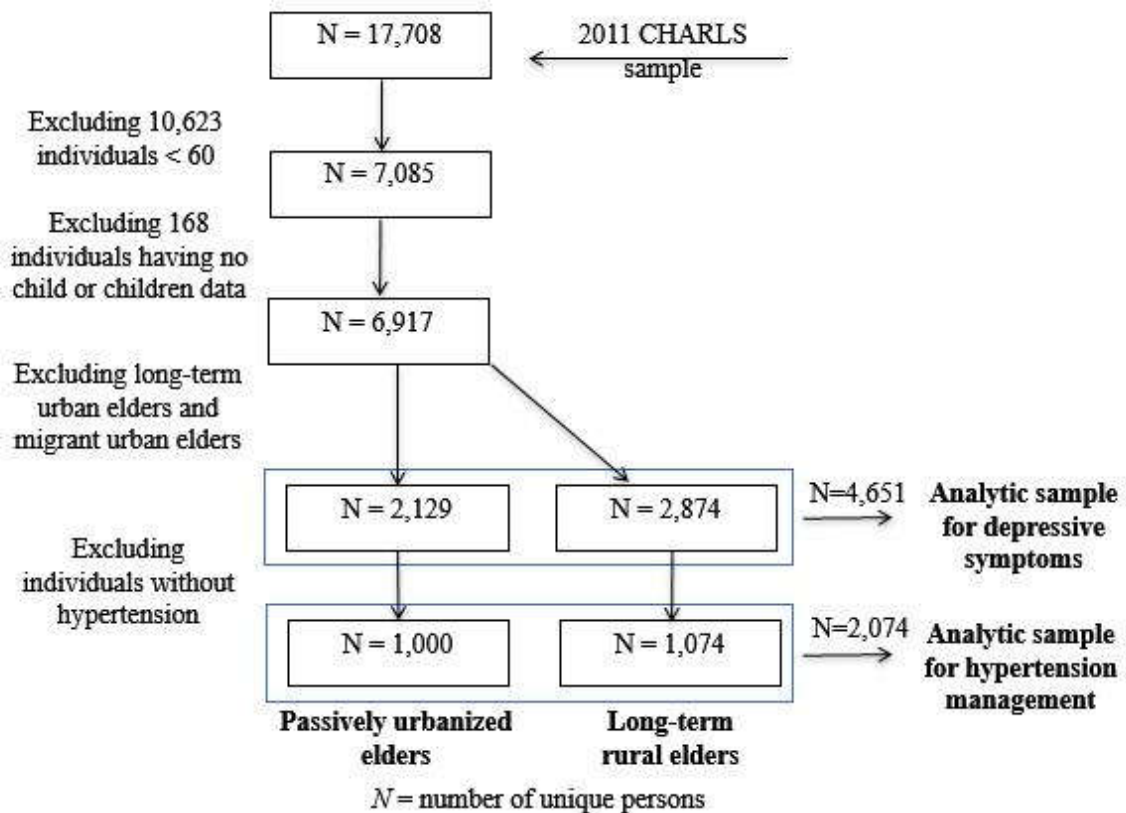 N = 17,708
2011 CHARLS
sample
Excluding 10,623
individuals < 60
N = 7,085
Excluding 168
individuals having no
child or children data
N = 6,917
Excluding long-term
urban elders and
migrant urban elders
N = 2,129
N = 2,874
N=4,651
Analytic sample
for depressive
symptoms
Excluding
individuals without
hypertension
N = 1,000
N = 1,074
N=2,074
Analytic sample
for hypertension
management
Passively urbanized
elders
Long-term
rural elders
N = number of unique persons